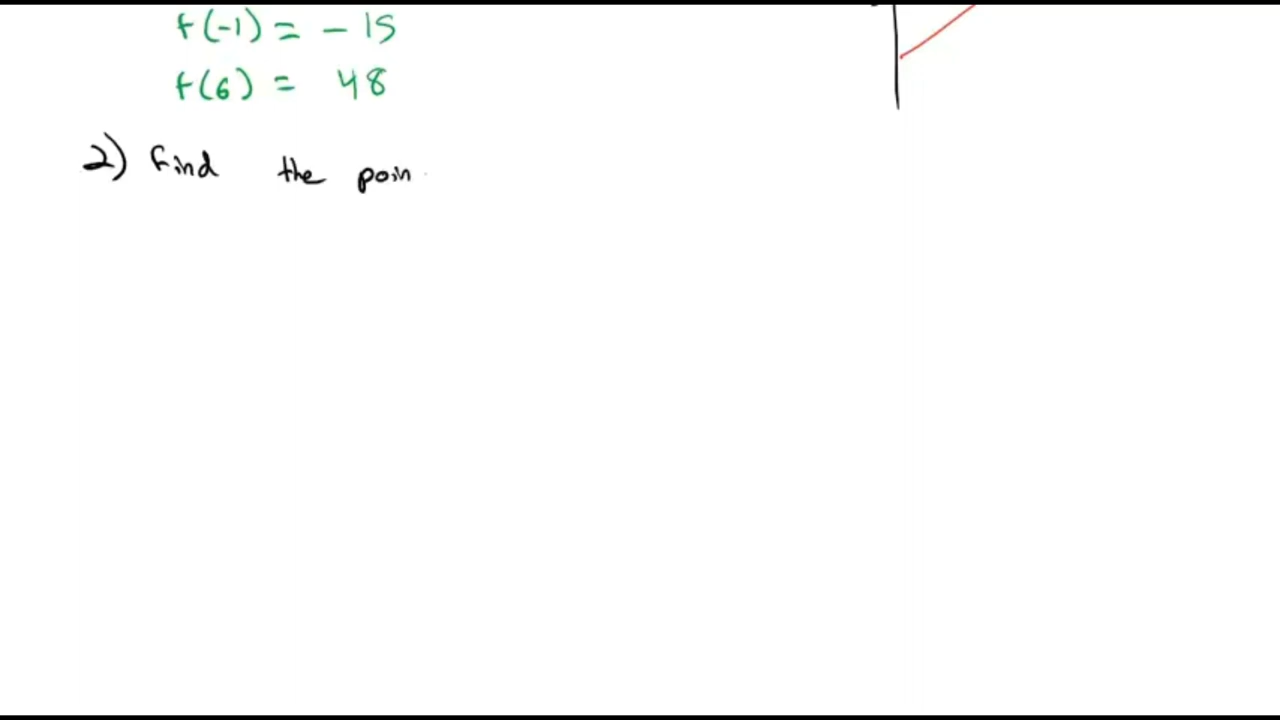 f(-1) = - 15
f(6) = 48
2) Find the poin